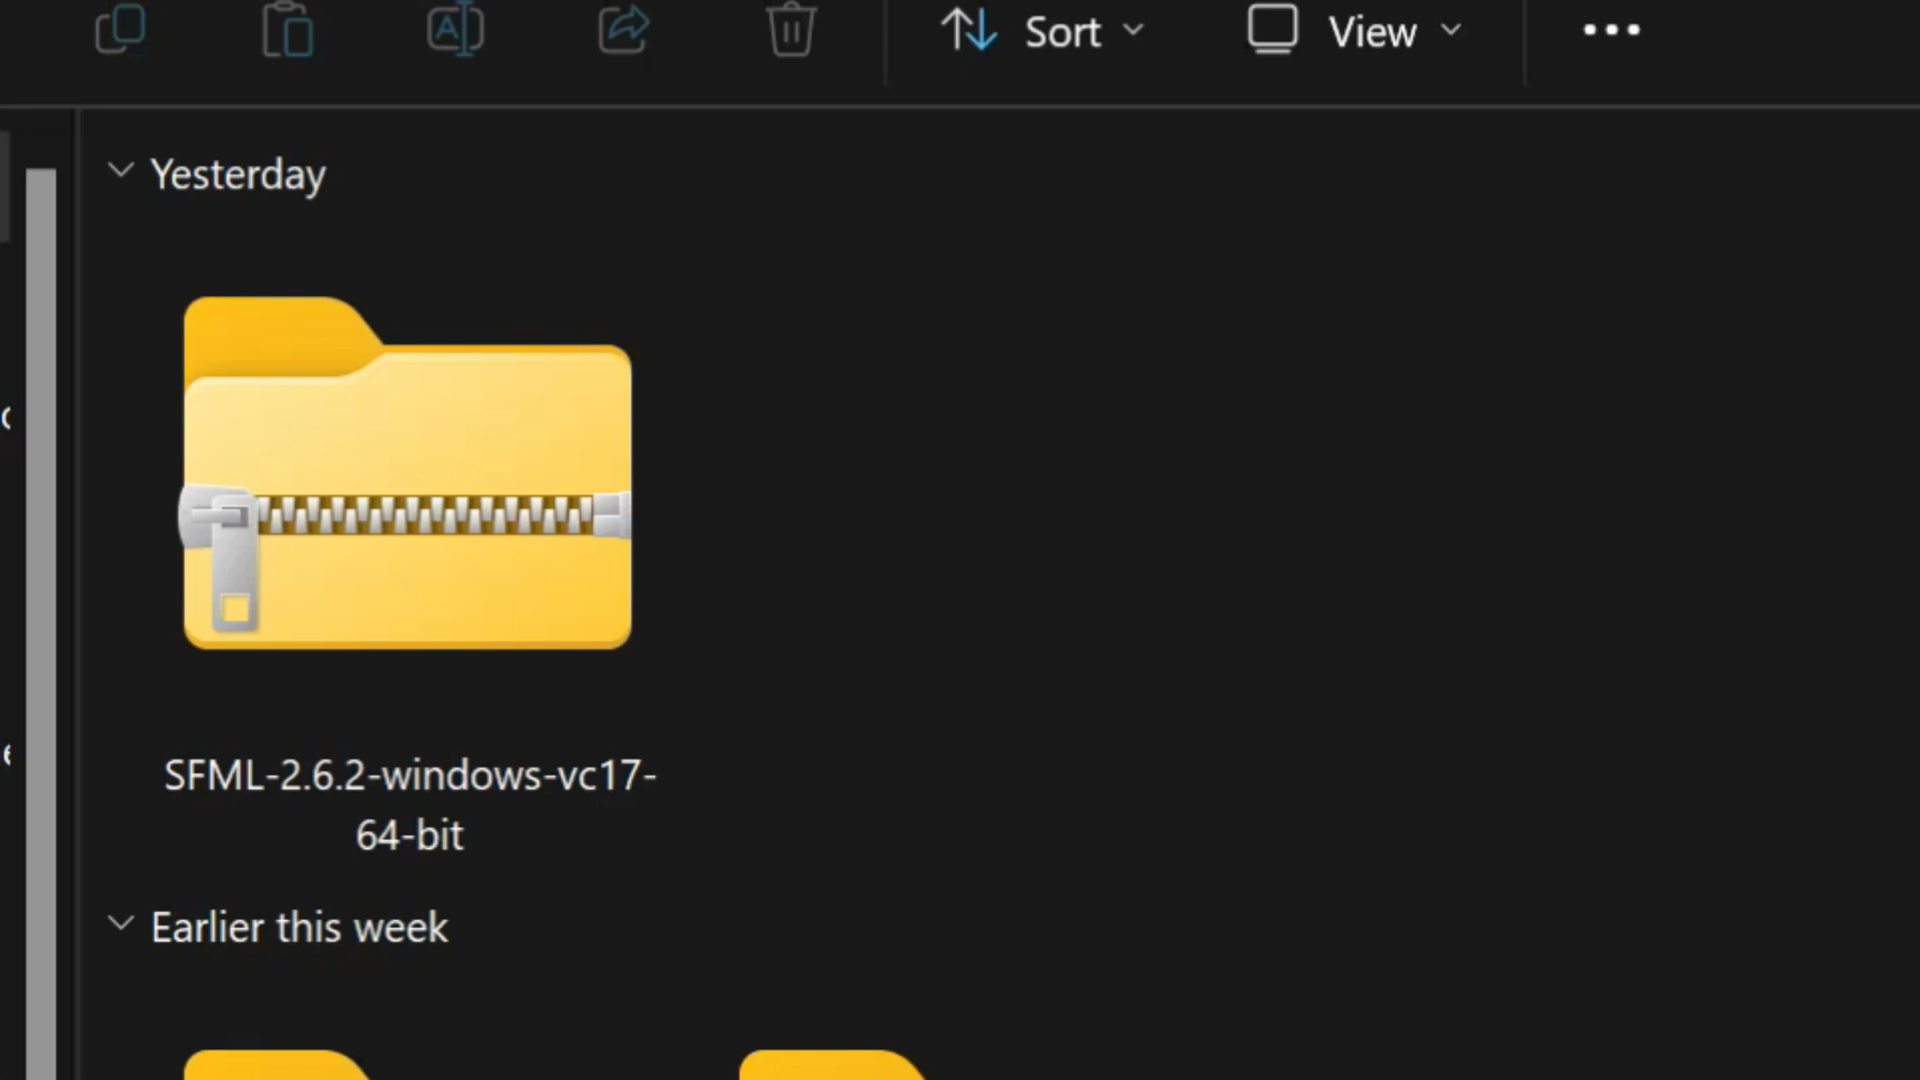 Sort
View
Yesterday
SFML-2.6.2-windows-vc17-
64-bit
Earlier this week